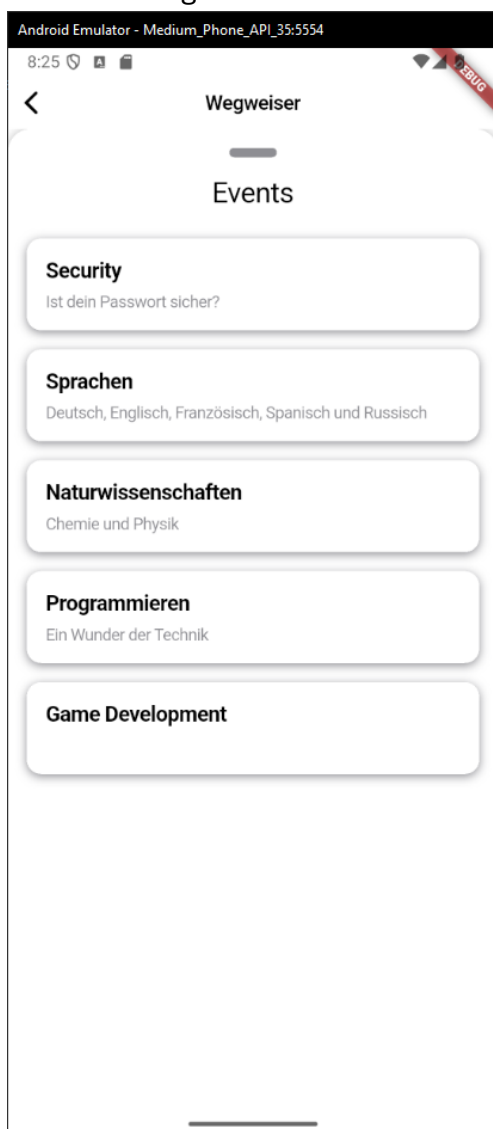 Android Emulator - Medium_Phone_API_35:5554
8:25
DEBUG
Wegweiser
Events
Security
Ist dein Passwort sicher?
Sprachen
Deutsch, Englisch, Französisch, Spanisch und Russisch
Naturwissenschaften
Chemie und Physik
Programmieren
Ein Wunder der Technik
Game Development